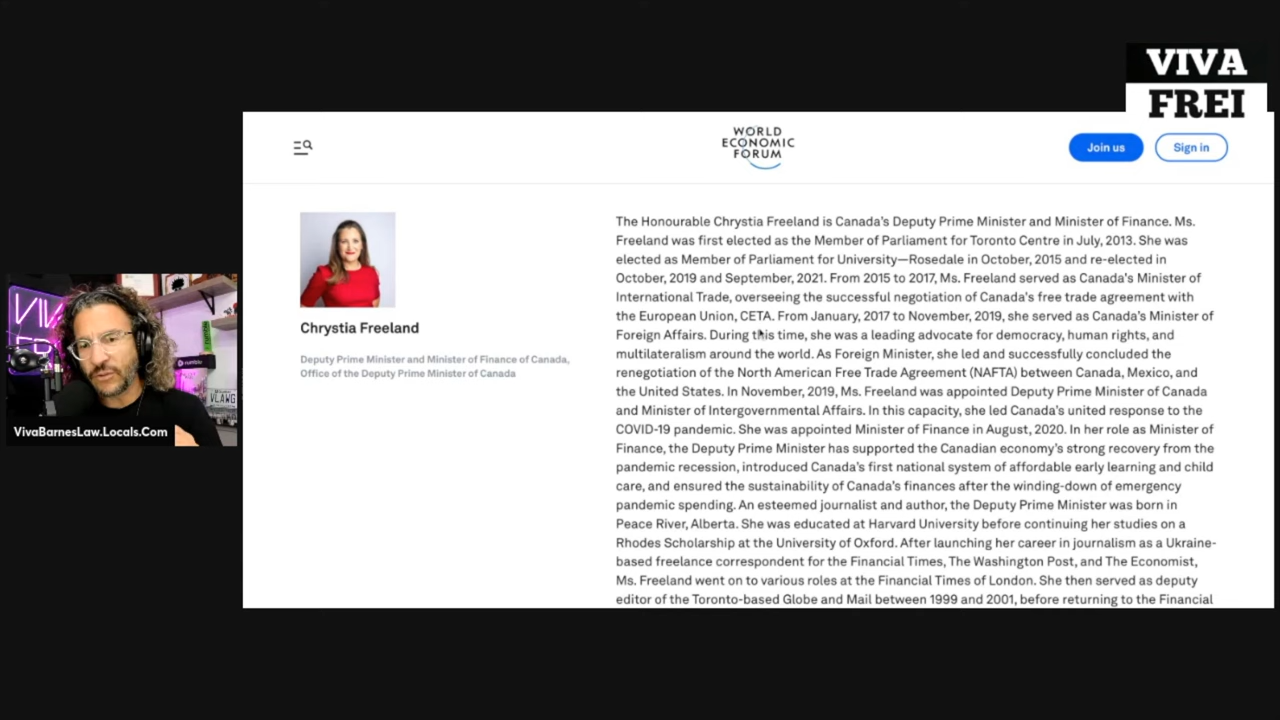 VIVA
FREI
WORLD
ECONOMIC
FORUM
Join us
Sign in
Chrystia Freeland
Deputy Prime Minister and Minister of Finance of Canada,
Office of the Deputy Prime Minister of Canada
The Honourable Chrystia Freeland is Canada's Deputy Prime Minister and Minister of Finance. Ms.
Freeland was first elected as the Member of Parliament for Toronto Centre in July, 2013. She was
elected as Member of Parliament for University—Rosedale in October, 2015 and re-elected in
October, 2019 and September, 2021. From 2015 to 2017, Ms. Freeland served as Canada's Minister of
International Trade, overseeing the successful negotiation of Canada's free trade agreement with
the European Union, CETA. From January, 2017 to November, 2019, she served as Canada's Minister of
Foreign Affairs. During this time, she was a leading advocate for democracy, human rights, and
multilateralism around the world. As Foreign Minister, she led and successfully concluded the
renegotiation of the North American Free Trade Agreement (NAFTA) between Canada, Mexico, and
the United States. In November, 2019, Ms. Freeland was appointed Deputy Prime Minister of Canada
and Minister of Intergovernmental Affairs. In this capacity, she led Canada's united response to the
COVID-19 pandemic. She was appointed Minister of Finance in August, 2020. In her role as Minister of
Finance, the Deputy Prime Minister has supported the Canadian economy's strong recovery from the
pandemic recession, introduced Canada's first national system of affordable early learning and child
care, and ensured the sustainability of Canada's finances after the winding-down of emergency
pandemic spending. An esteemed journalist and author, the Deputy Prime Minister was born in
Peace River, Alberta. She was educated at Harvard University before continuing her studies on a
Rhodes Scholarship at the University of Oxford. After launching her career in journalism as a Ukraine-
based freelance correspondent for the Financial Times, The Washington Post, and The Economist,
Ms. Freeland went on to various roles at the Financial Times of London. She then served as deputy
editor of the Toronto-based Globe and Mail between 1999 and 2001, before returning to the Financial
rumble
VLAWG
VivaBarnesLaw.Locals.Com